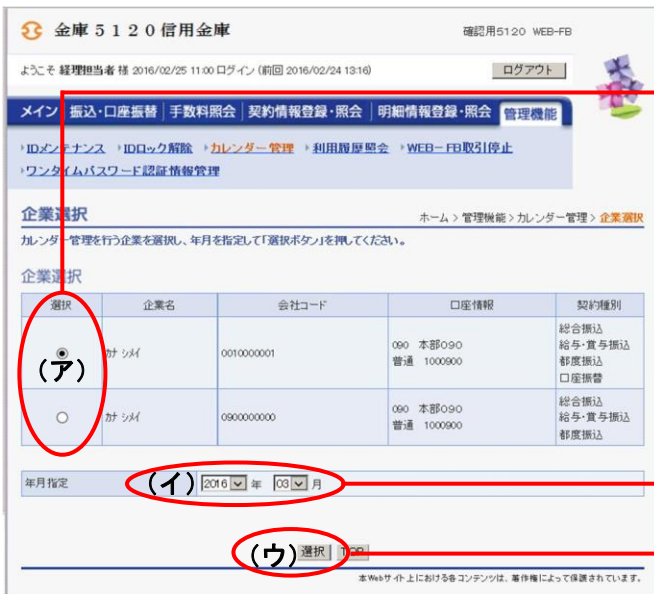 金庫5120信用金庫
確認用5120 WEB-FB
ようこそ 経理担当者 様 2016/02/25 11:00 ログイン (前回 2016/02/24 13:16)
ログアウト
メイン 振込・口座振替 手数料照会 契約情報登録・照会 明細情報登録・照会 管理機能
IDメンテナンス IDロック解除 カレンダー管理 利用履歴照会 WEB-FB取引停止
ワンタイムパスワード認証情報管理
企業選択
ホーム > 管理機能 > カレンダー管理 > 企業選択
カレンダー管理を行う企業を選択し、年月を指定して「選択ボタン」を押してください。
企業選択
選択 企業名 会社コード 口座情報 契約種別
(ア)
カナ シメイ 0010000001
090 本部090
普通 1000900
総合振込
給与・賞与振込
都度振込
口座振替
カナ シメイ 0900000000
090 本部090
普通 1000900
総合振込
給与・賞与振込
都度振込
年月指定 (イ) 2016 年 03 月
(ウ) 選択 TOP
本Webサイト上における各コンテンツは、著作権によって保護されています。